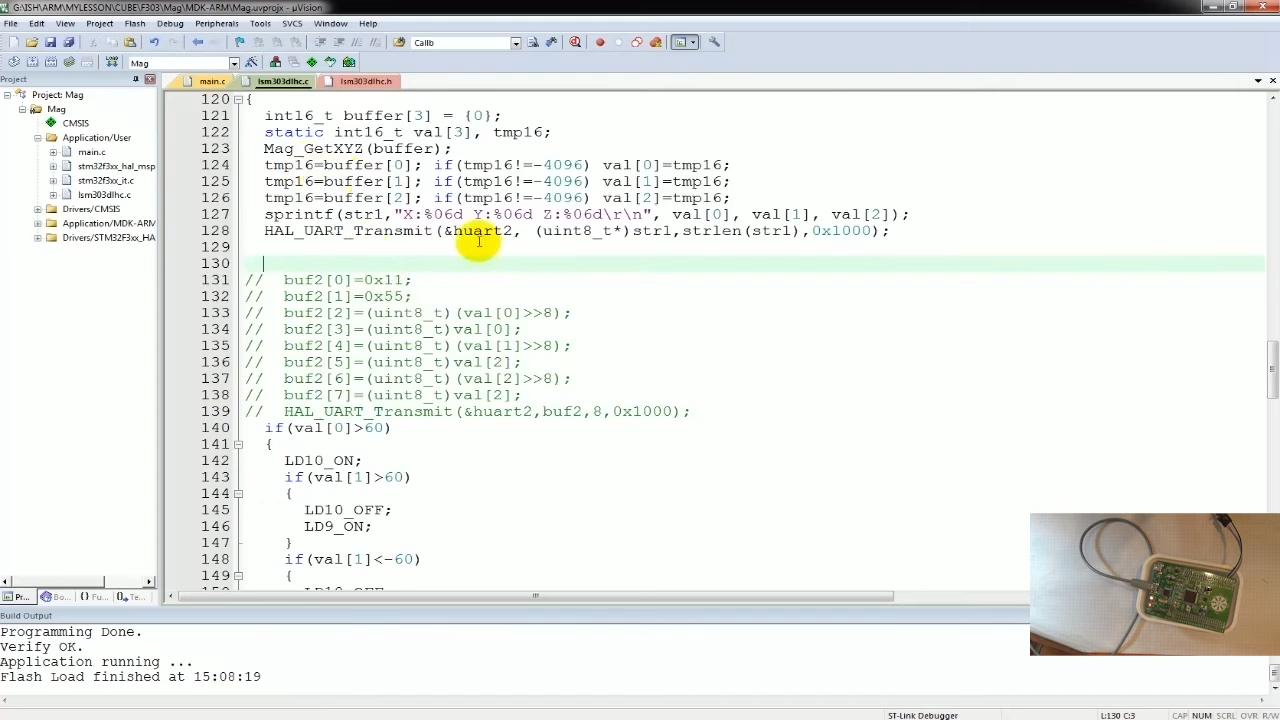 G:\ISH\ARM\MYLESSON\CUBE\F303\Mag\MDK-ARM\Mag.uvprojx - µVision
File Edit View Project Flash Debug Peripherals Tools SVCS Window Help
Callb
Mag
Project
main.c lsm303dlhc.c lsm303dlhc.h
Project: Mag
Mag
CMSIS
Application/User
main.c
stm32f3xx_hal_msp
stm32f3xx_it.c
lsm303dlhc.c
Drivers/CMSIS
Application/MDK-ARM
Drivers/STM32F3xx_HA
120 {
121 int16_t buffer[3] = {0};
122 static int16_t val[3], tmp16;
123 Mag_GetXYZ(buffer);
124 tmp16=buffer[0]; if(tmp16!=-4096) val[0]=tmp16;
125 tmp16=buffer[1]; if(tmp16!=-4096) val[1]=tmp16;
126 tmp16=buffer[2]; if(tmp16!=-4096) val[2]=tmp16;
127 sprintf(str1,"X:%06d Y:%06d Z:%06d\r\n", val[0], val[1], val[2]);
128 HAL_UART_Transmit(&huart2, (uint8_t*)str1,strlen(str1),0x1000);
129
130
131 // buf2[0]=0x11;
132 // buf2[1]=0x55;
133 // buf2[2]=(uint8_t)(val[0]>>8);
134 // buf2[3]=(uint8_t)val[0];
135 // buf2[4]=(uint8_t)(val[1]>>8);
136 // buf2[5]=(uint8_t)val[2];
137 // buf2[6]=(uint8_t)(val[2]>>8);
138 // buf2[7]=(uint8_t)val[2];
139 // HAL_UART_Transmit(&huart2,buf2,8,0x1000);
140 if(val[0]>60)
141 {
142 LD10_ON;
143 if(val[1]>60)
144 {
145 LD10_OFF;
146 LD9_ON;
147 }
148 if(val[1]<-60)
149 {
Pr... Bo... {} Fu... Te...
Build Output
Programming Done.
Verify OK.
Application running ...
Flash Load finished at 15:08:19
ST-Link Debugger L:130 C:3 CAP NUM SCRL OVR R/W